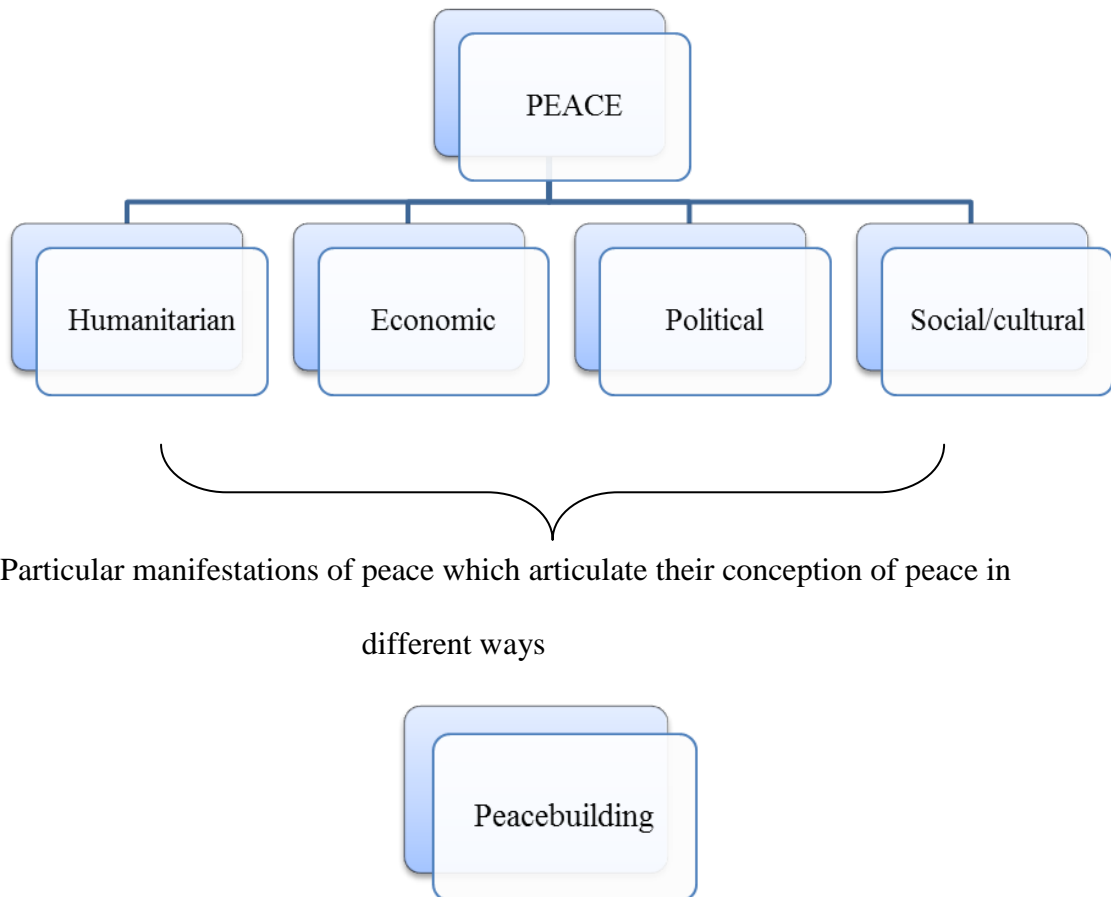 PEACE
Humanitarian
Economic
Political
Social/cultural
Particular manifestations of peace which articulate their conception of peace in
different ways
Peacebuilding